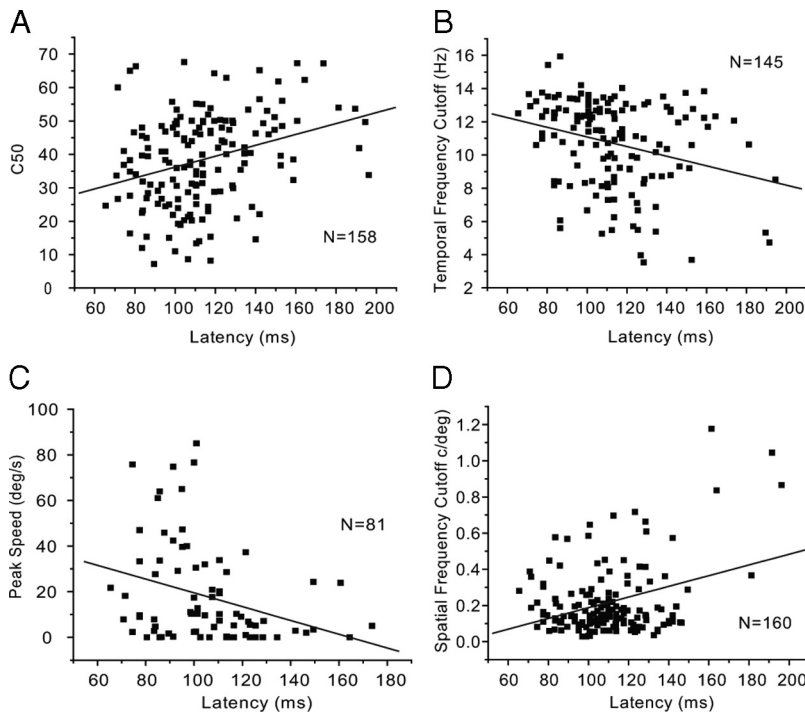 A
C50
70
60
50
40
30
20
10
0
N=158
60 80 100 120 140 160 180 200
Latency (ms)
B
Temporal Frequency Cutoff (Hz)
16
14
12
10
8
6
4
2
N=145
60 80 100 120 140 160 180 200
Latency (ms)
C
Peak Speed (deg/s)
100
80
60
40
20
0
N=81
60 80 100 120 140 160 180
Latency (ms)
D
Spatial Frequency Cutoff c/deg)
1.2
1.0
0.8
0.6
0.4
0.2
0.0
N=160
60 80 100 120 140 160 180 200
Latency (ms)